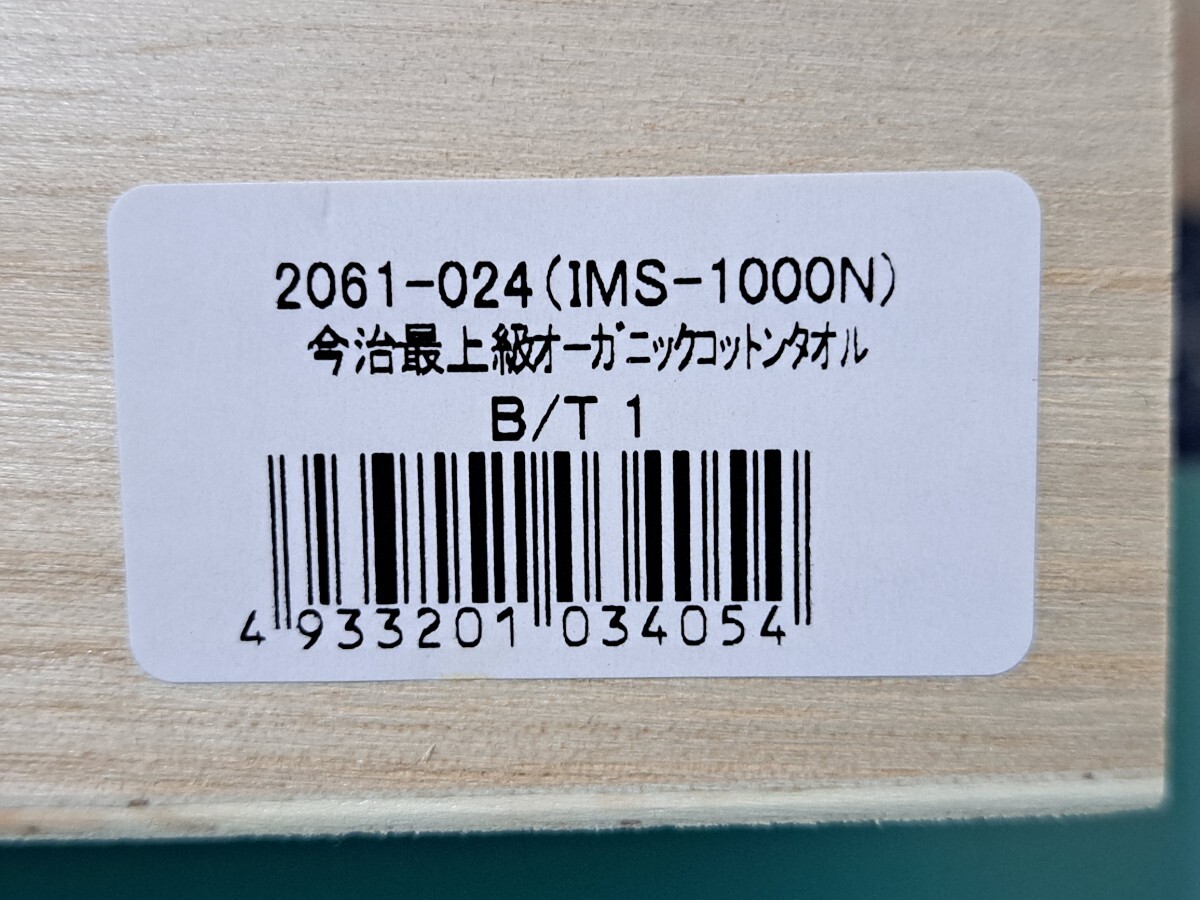 2061-024(IMS-1000N)
今治最上級オーガニックコットンタオル
B/T 1
4 933201 034054